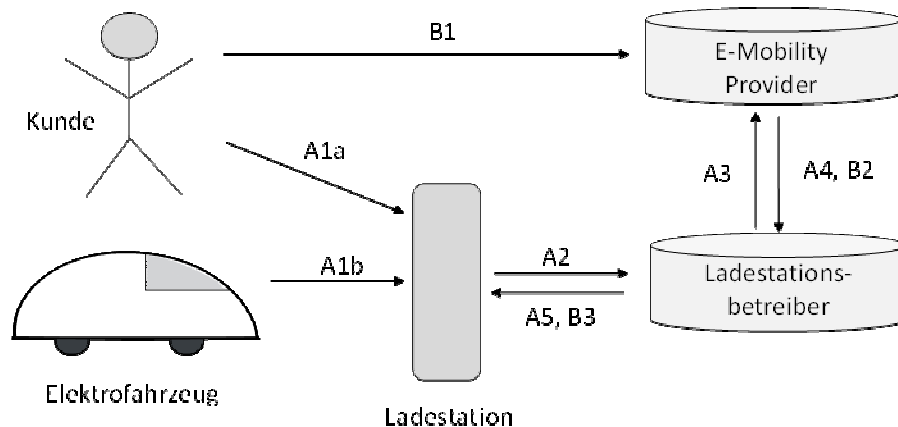 B1
E-Mobility
Provider
Kunde
A1a
A3
A4, B2
A1b
A2
Ladestations-
betreiber
A5, B3
Elektrofahrzeug
Ladestation